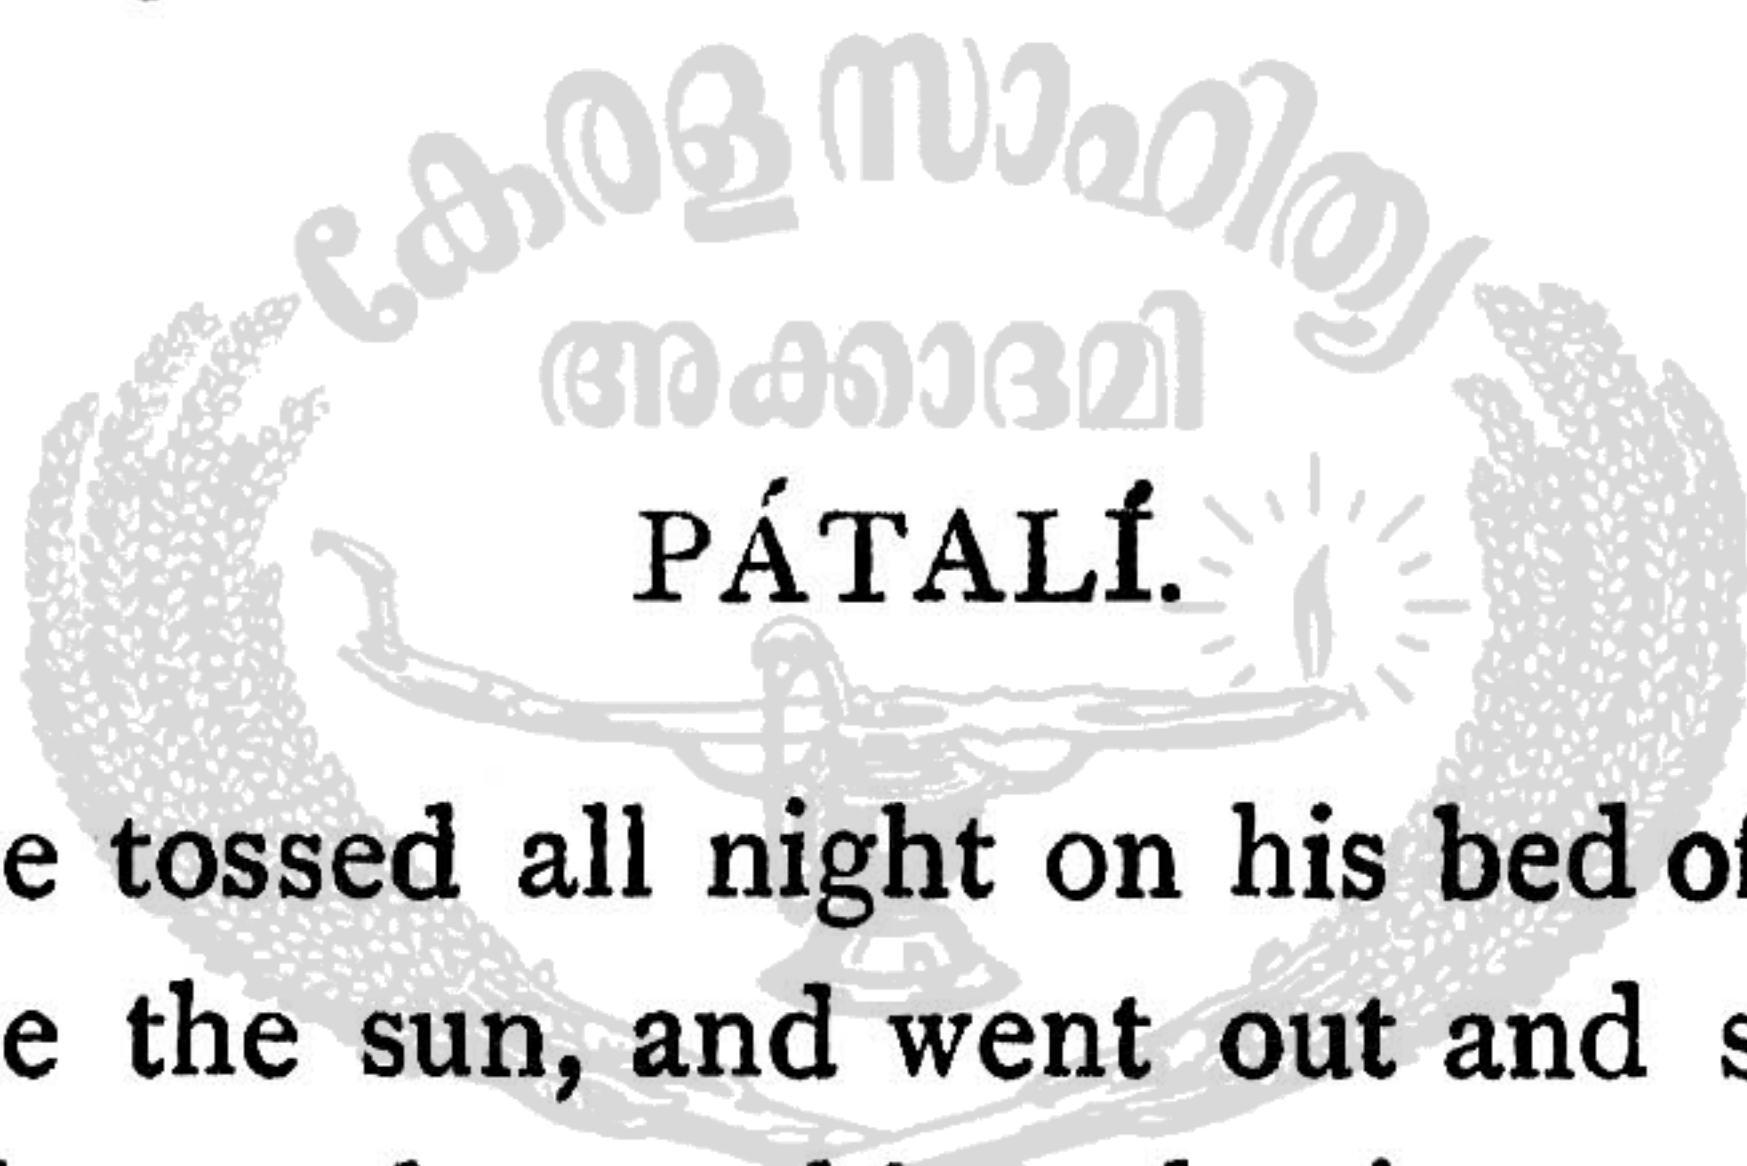 കേരള സാഹിത്യ
അക്കാദമി
PÁTALÍ.
e tossed all night on his bed of
e the sun, and went out and s